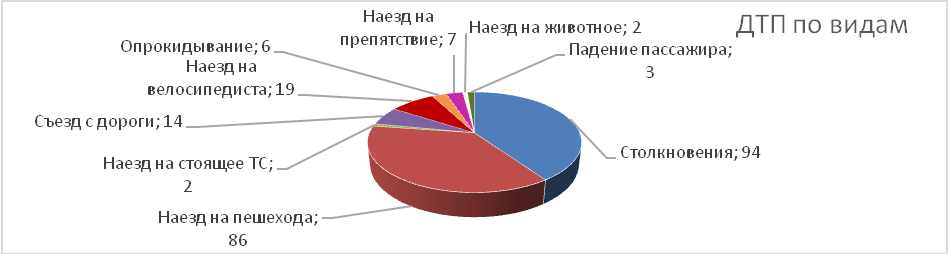 ДТП по видам
Наезд на
препятствие; 7
Наезд на животное; 2
Падение пассажира;
3
Опрокидывание; 6
Наезд на
велосипедиста; 19
Съезд с дороги; 14
Наезд на стоящее ТС;
2
Наезд на пешехода;
86
Столкновения; 94